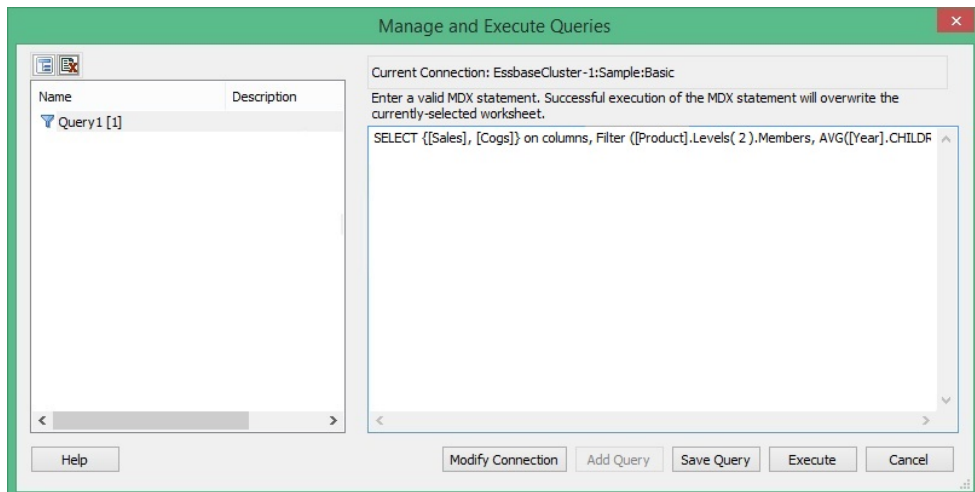 Manage and Execute Queries
Current Connection: EssbaseCluster-1:Sample:Basic
Name Description
Enter a valid MDX statement. Successful execution of the MDX statement will overwrite the
currently-selected worksheet.
Query1 [1]
SELECT {[Sales], [Cogs]} on columns, Filter ([Product].Levels( 2 ).Members, AVG([Year].CHILDR
Help
Modify Connection
Add Query
Save Query
Execute
Cancel